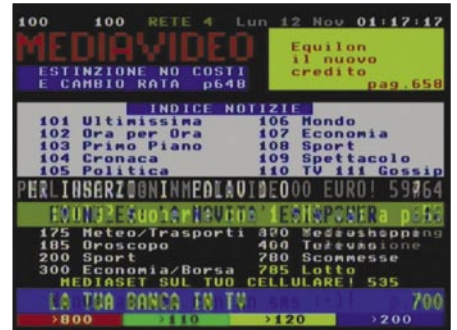 100 100 RETE 4 Lun 12 Nov 01:17:17
MEDIAVIDEO
Equilon
il nuovo
credito
pag.658
ESTINZIONE NO COSTI
E CAMBIO RATA p648
INDICE NOTIZIE
101 Ultimissima 106 Mondo
102 Ora per Ora 107 Economia
103 Primo Piano 108 Sport
104 Cronaca 109 Spettacolo
105 Politica 110 TV 111 Gossip
175 Meteo/Trasporti
185 Oroscopo
200 Sport 780 Scommesse
300 Economia/Borsa 785 Lotto
MEDIASET SUL TUO CELLULARE! 535
LA TUA BANCA IN TV 700
>800 >110 >120 >200